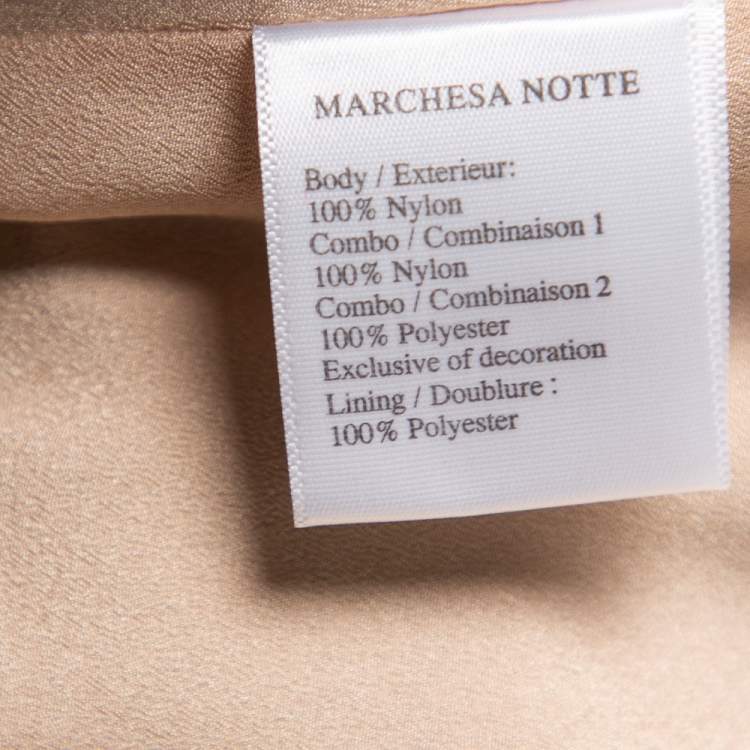 MARCHESA NOTTE
Body / Exterieur:
100% Nylon
Combo / Combinaison 1
100% Nylon
Combo / Combinaison 2
100% Polyester
Exclusive of decoration
Lining / Doublure :
100% Polyester